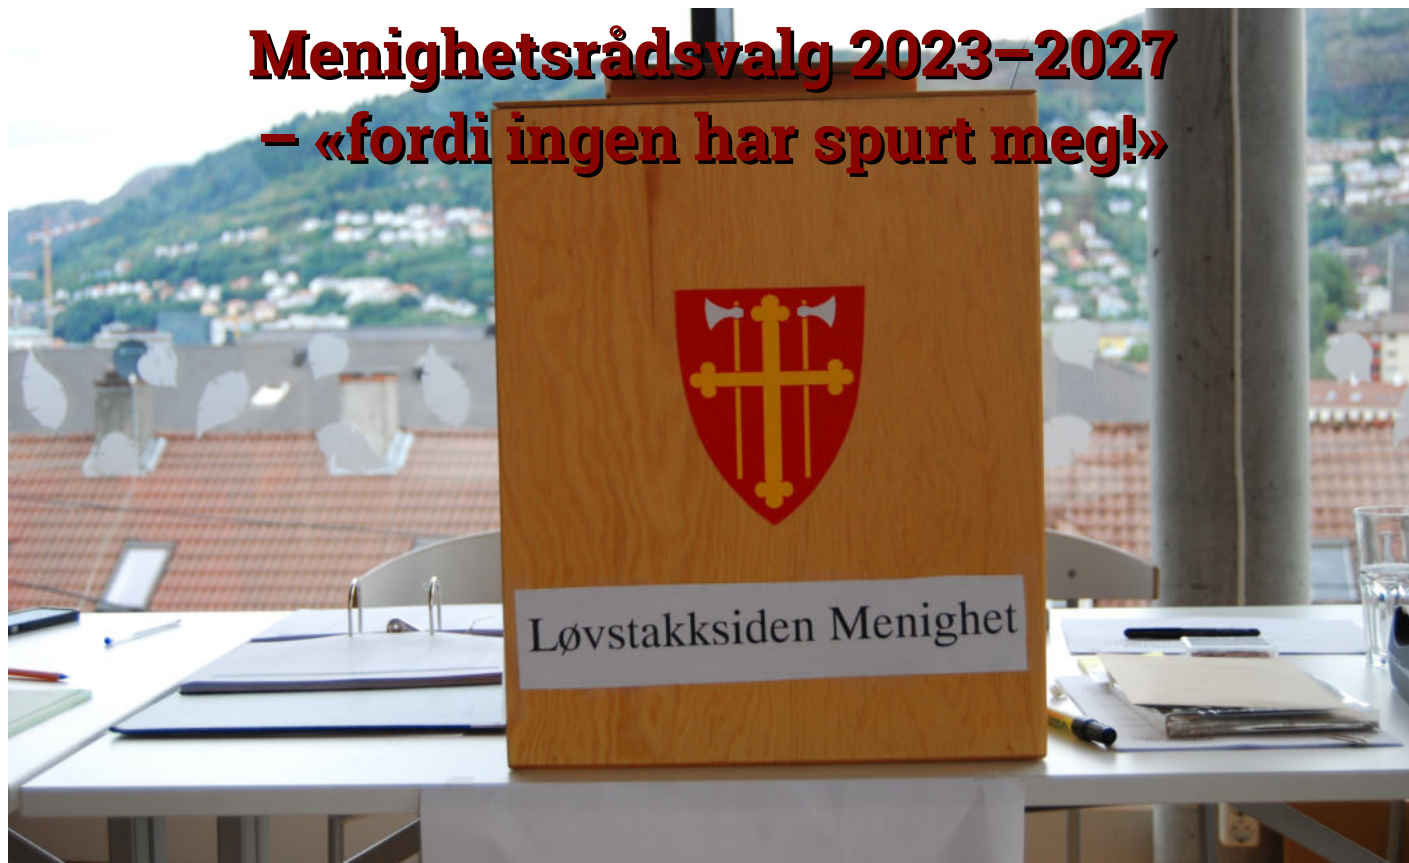 Menighetsrådsvalg 2023–2027
– «fordi ingen har spurt meg!»
Løvstakksiden Menighet